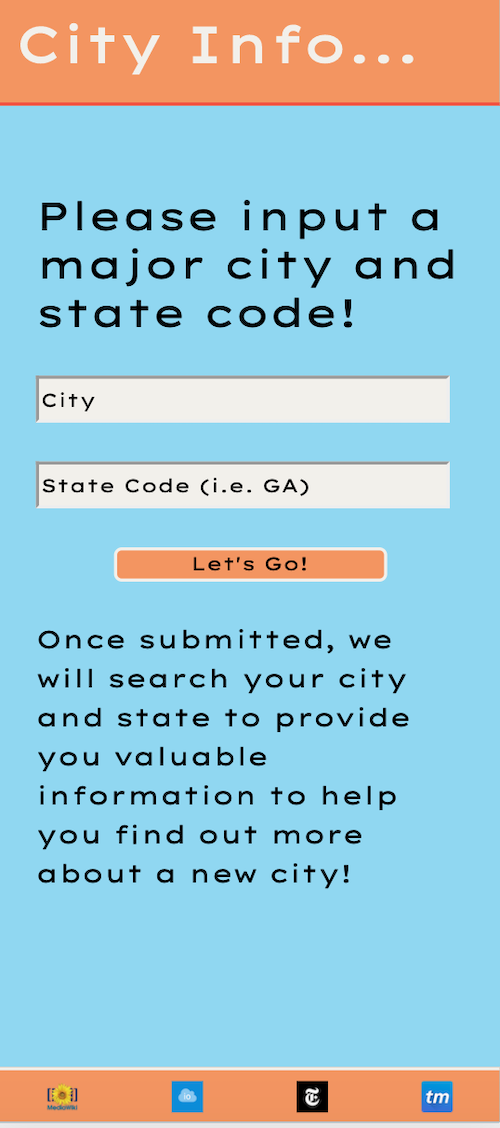 City Info...
Please input a
major city and
state code!
City
State Code (i.e. GA)
Let's Go!
Once submitted, we
will search your city
and state to provide
you valuable
information to help
you find out more
about a new city!
MediaWiki
io
T
tm